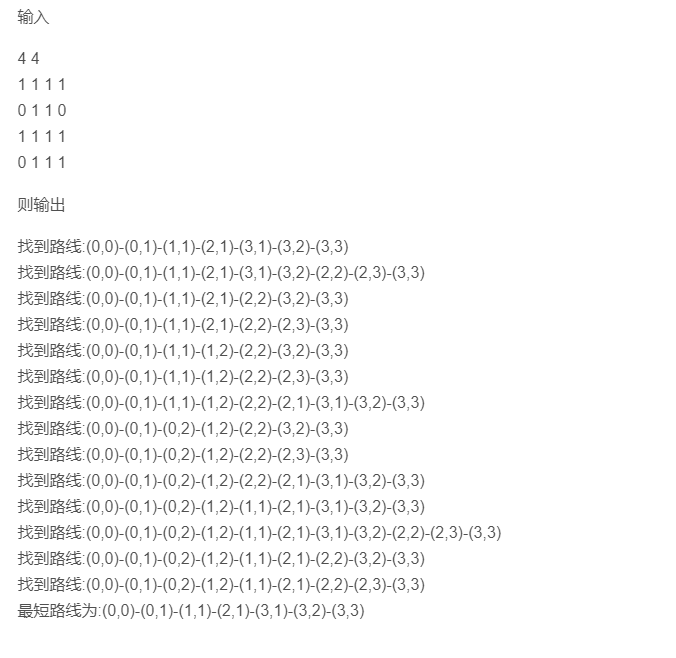 输入
4 4
1 1 1 1
0 1 1 0
1 1 1 1
0 1 1 1
则输出
找到路线:(0,0)-(0,1)-(1,1)-(2,1)-(3,1)-(3,2)-(3,3)
找到路线:(0,0)-(0,1)-(1,1)-(2,1)-(3,1)-(3,2)-(2,2)-(2,3)-(3,3)
找到路线:(0,0)-(0,1)-(1,1)-(2,1)-(2,2)-(3,2)-(3,3)
找到路线:(0,0)-(0,1)-(1,1)-(2,1)-(2,2)-(2,3)-(3,3)
找到路线:(0,0)-(0,1)-(1,1)-(1,2)-(2,2)-(3,2)-(3,3)
找到路线:(0,0)-(0,1)-(1,1)-(1,2)-(2,2)-(2,3)-(3,3)
找到路线:(0,0)-(0,1)-(1,1)-(1,2)-(2,2)-(2,1)-(3,1)-(3,2)-(3,3)
找到路线:(0,0)-(0,1)-(0,2)-(1,2)-(2,2)-(3,2)-(3,3)
找到路线:(0,0)-(0,1)-(0,2)-(1,2)-(2,2)-(2,3)-(3,3)
找到路线:(0,0)-(0,1)-(0,2)-(1,2)-(2,2)-(2,1)-(3,1)-(3,2)-(3,3)
找到路线:(0,0)-(0,1)-(0,2)-(1,2)-(1,1)-(2,1)-(3,1)-(3,2)-(3,3)
找到路线:(0,0)-(0,1)-(0,2)-(1,2)-(1,1)-(2,1)-(3,1)-(3,2)-(2,2)-(2,3)-(3,3)
找到路线:(0,0)-(0,1)-(0,2)-(1,2)-(1,1)-(2,1)-(2,2)-(3,2)-(3,3)
找到路线:(0,0)-(0,1)-(0,2)-(1,2)-(1,1)-(2,1)-(2,2)-(2,3)-(3,3)
最短路线为:(0,0)-(0,1)-(1,1)-(2,1)-(3,1)-(3,2)-(3,3)